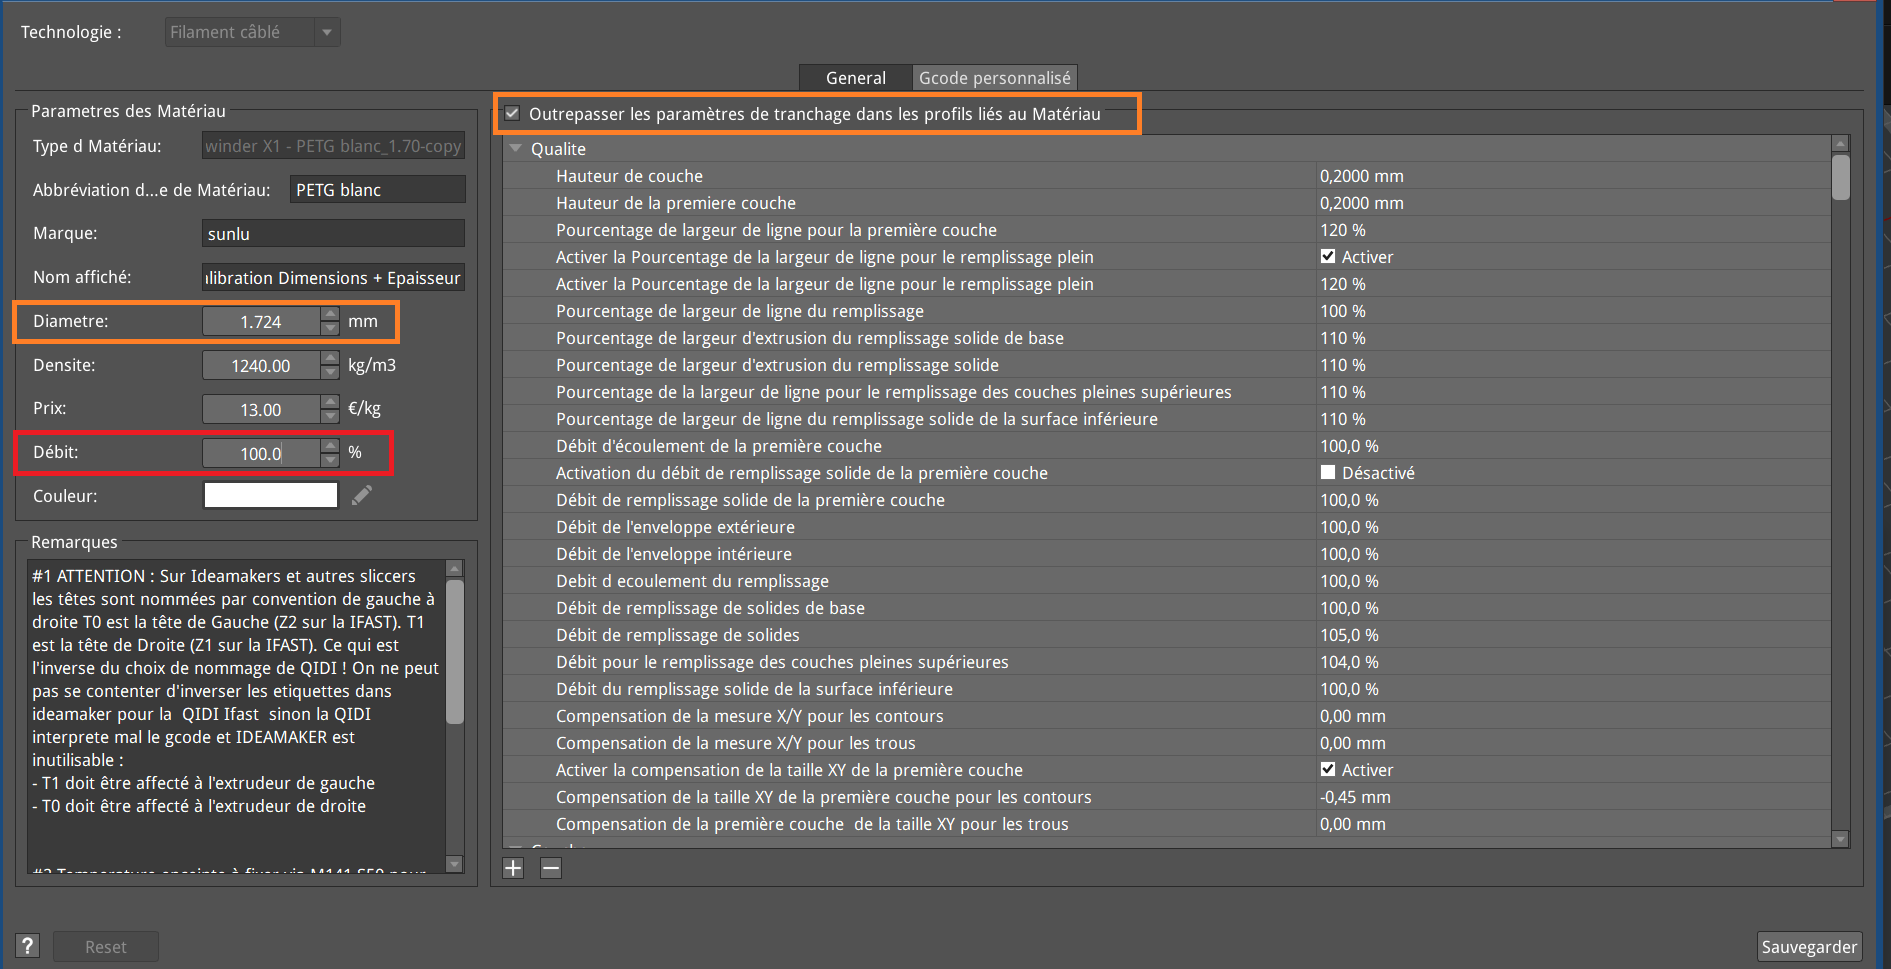 Technologie :
Filament câblé
General
Gcode personnalisé
Parametres des Matériau
Type d Matériau:
winder X1 - PETG blanc_1.70-copy
Abbréviation d...e de Matériau:
PETG blanc
Marque:
sunlu
Nom affiché:
libration Dimensions + Epaisseur
Diametre:
1.724
mm
Densite:
1240.00
kg/m3
Prix:
13.00
€/kg
Débit:
100.0
%
Couleur:
Remarques
#1 ATTENTION : Sur Ideamakers et autres sliccers
les têtes sont nommées par convention de gauche à
droite T0 est la tête de Gauche (Z2 sur la IFAST). T1
est la tête de Droite (Z1 sur la IFAST). Ce qui est
l'inverse du choix de nommage de QIDI ! On ne peut
pas se contenter d'inverser les etiquettes dans
ideamaker pour la  QIDI Ifast  sinon la QIDI
interprete mal le gcode et IDEAMAKER est
inutilisable :
- T1 doit être affecté à l'extrudeur de gauche
- T0 doit être affecté à l'extrudeur de droite
Outrepasser les paramètres de tranchage dans les profils liés au Matériau
Qualite
Hauteur de couche 0,2000 mm
Hauteur de la premiere couche 0,2000 mm
Pourcentage de largeur de ligne pour la première couche 120 %
Activer la Pourcentage de la largeur de ligne pour le remplissage plein Activer
Activer la Pourcentage de la largeur de ligne pour le remplissage plein 120 %
Pourcentage de largeur de ligne du remplissage 100 %
Pourcentage de largeur d'extrusion du remplissage solide de base 110 %
Pourcentage de largeur d'extrusion du remplissage solide 110 %
Pourcentage de la largeur de ligne pour le remplissage des couches pleines supérieures 110 %
Pourcentage de largeur de ligne du remplissage solide de la surface inférieure 110 %
Débit d'écoulement de la première couche 100,0 %
Activation du débit de remplissage solide de la première couche Désactivé
Débit de remplissage solide de la première couche 100,0 %
Débit de l'enveloppe extérieure 100,0 %
Débit de l'enveloppe intérieure 100,0 %
Debit d ecoulement du remplissage 100,0 %
Débit de remplissage de solides de base 100,0 %
Débit de remplissage de solides 105,0 %
Débit pour le remplissage des couches pleines supérieures 104,0 %
Débit du remplissage solide de la surface inférieure 100,0 %
Compensation de la mesure X/Y pour les contours 0,00 mm
Compensation de la mesure X/Y pour les trous 0,00 mm
Activer la compensation de la taille XY de la première couche Activer
Compensation de la taille XY de la première couche pour les contours -0,45 mm
Compensation de la première couche  de la taille XY pour les trous 0,00 mm
?
Reset
Sauvegarder